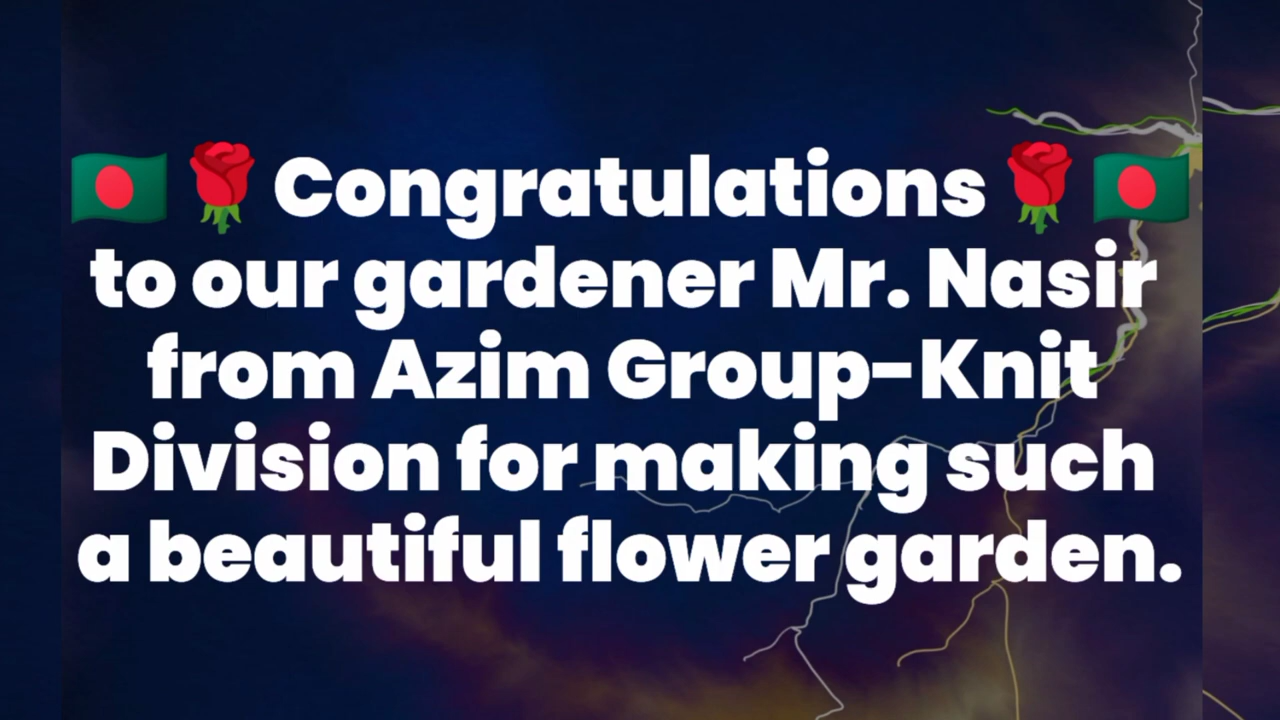 🇧🇩🌹 Congratulations 🌹🇧🇩
to our gardener Mr. Nasir
from Azim Group-Knit
Division for making such
a beautiful flower garden.